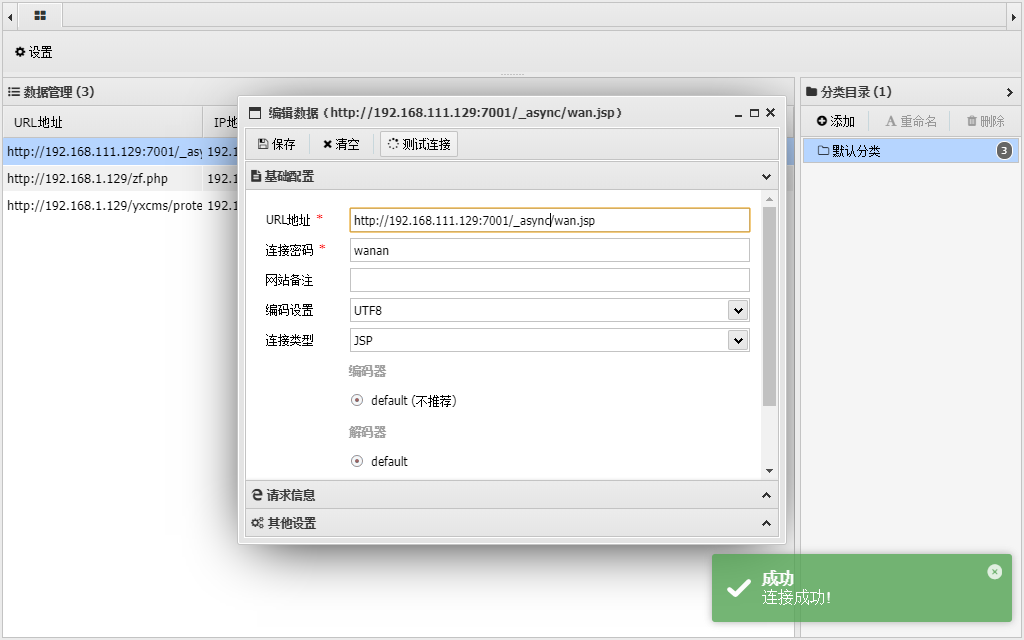 设置
数据管理 (3)
URL地址
IP地
http://192.168.111.129:7001/_asy
192.1
http://192.168.1.129/zf.php
192.1
http://192.168.1.129/yxcms/prote
192.1
编辑数据 (http://192.168.111.129:7001/_async/wan.jsp)
保存
清空
测试连接
基础配置
URL地址 *
http://192.168.111.129:7001/_async/wan.jsp
连接密码 *
wanan
网站备注
编码设置
UTF8
连接类型
JSP
编码器
default (不推荐)
解码器
default
请求信息
其他设置
分类目录 (1)
添加
重命名
删除
默认分类
3
成功
连接成功!